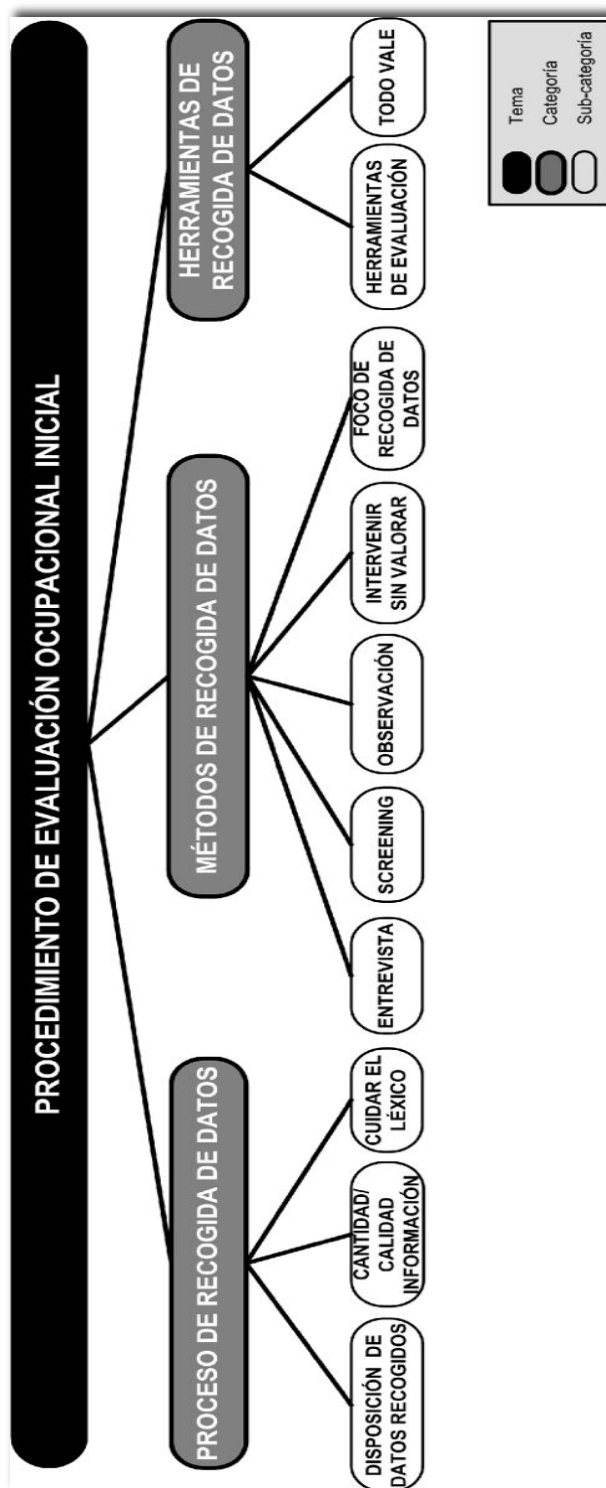 PROCEDIMIENTO DE EVALUACIÓN OCUPACIONAL INICIAL
PROCESO DE RECOGIDA DE DATOS
MÉTODOS DE RECOGIDA DE DATOS
HERRAMIENTAS DE
RECOGIDA DE DATOS
DISPOSICIÓN DE
DATOS RECOGIDOS
CANTIDAD/
CALIDAD
INFORMACIÓN
CUIDAR EL
LÉXICO
ENTREVISTA
SCREENING
OBSERVACIÓN
INTERVENIR
SIN VALORAR
FOCO DE
RECOGIDA DE
DATOS
HERRAMIENTAS
DE EVALUACIÓN
TODO VALE
Tema
Categoría
Sub-categoría